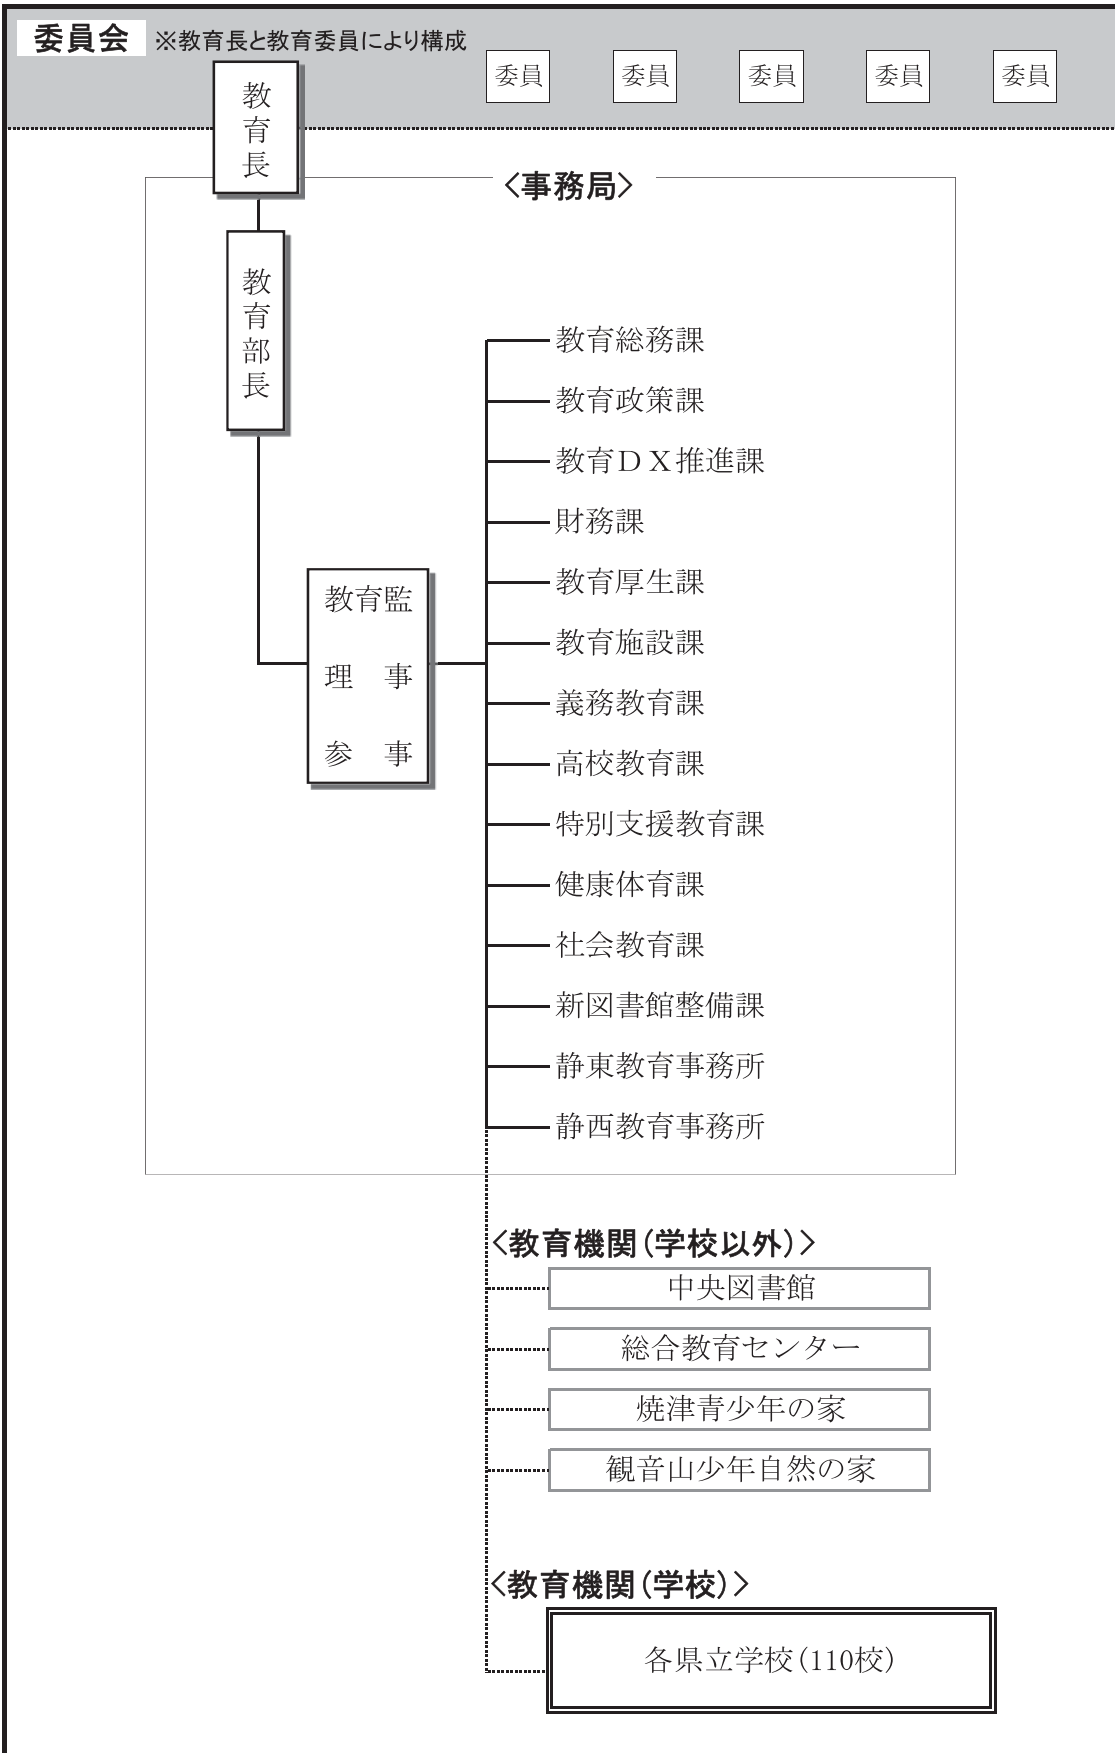 委員会 ※教育長と教育委員により構成
委員 委員 委員 委員 委員
教育長
<事務局>
教育部長
教育監
理 事
参 事
教育総務課
教育政策課
教育ＤＸ推進課
財務課
教育厚生課
教育施設課
義務教育課
高校教育課
特別支援教育課
健康体育課
社会教育課
新図書館整備課
静東教育事務所
静西教育事務所
<教育機関(学校以外)>
中央図書館
総合教育センター
焼津青少年の家
観音山少年自然の家
<教育機関(学校)>
各県立学校(110校)